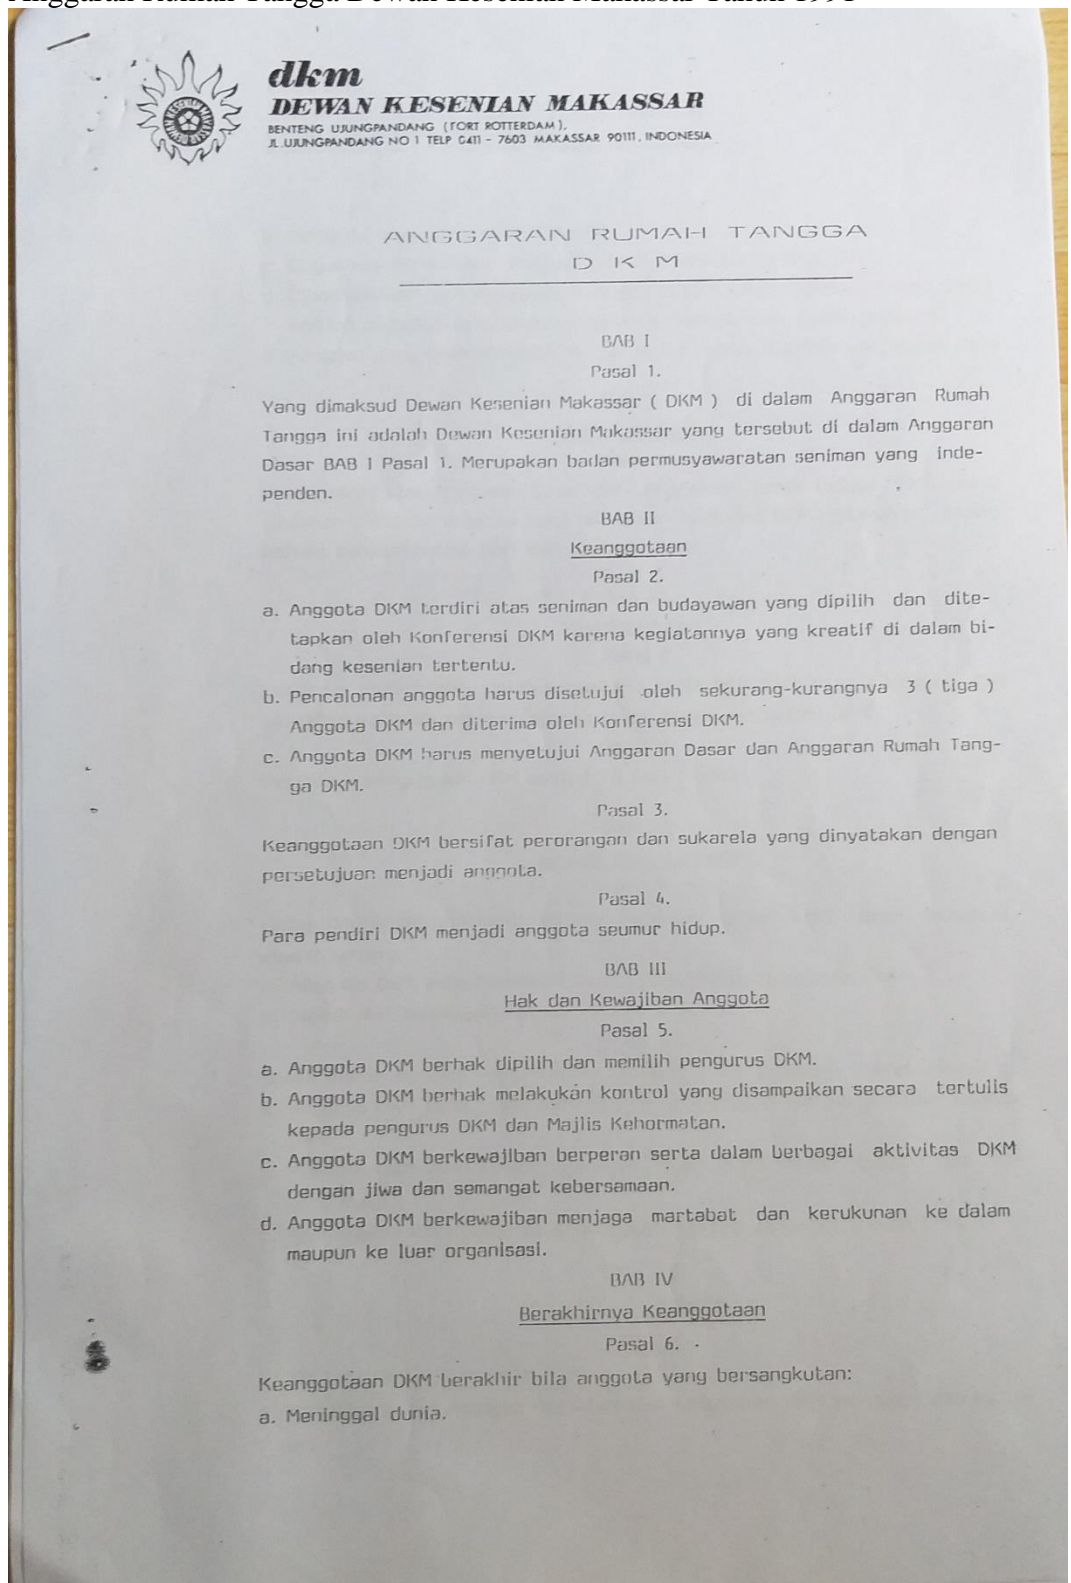 Anggaran Rumah Tangga Dewan Kesenian Makassar Tahun 1991
dkm
DEWAN KESENIAN MAKASSAR
BENTENG UJUNGPANDANG (FORT ROTTERDAM),
JL. UJUNGPANDANG NO 1 TELP 0411 - 7603 MAKASSAR 90111, INDONESIA
ANGGARAN RUMAH TANGGA
D K M
BAB I
Pasal 1.
Yang dimaksud Dewan Kesenian Makassar ( DKM ) di dalam Anggaran Rumah
Tangga ini adalah Dewan Kesenian Makassar yang tersebut di dalam Anggaran
Dasar BAB I Pasal 1. Merupakan badan permusyawaratan seniman yang inde-
penden.
BAB II
Keanggotaan
Pasal 2.
a. Anggota DKM terdiri atas seniman dan budayawan yang dipilih dan dite-
tapkan oleh Konferensi DKM karena kegiatannya yang kreatif di dalam bi-
dang kesenian tertentu.
b. Pencalonan anggota harus disetujui oleh sekurang-kurangnya 3 ( tiga )
Anggota DKM dan diterima oleh Konferensi DKM.
c. Anggota DKM harus menyetujui Anggaran Dasar dan Anggaran Rumah Tang-
ga DKM.
Pasal 3.
Keanggotaan DKM bersifat perorangan dan sukarela yang dinyatakan dengan
persetujuan menjadi anggota.
Pasal 4.
Para pendiri DKM menjadi anggota seumur hidup.
BAB III
Hak dan Kewajiban Anggota
Pasal 5.
a. Anggota DKM berhak dipilih dan memilih pengurus DKM.
b. Anggota DKM berhak melakukan kontrol yang disampaikan secara tertulis
kepada pengurus DKM dan Majlis Kehormatan.
c. Anggota DKM berkewajiban berperan serta dalam berbagai aktivitas DKM
dengan jiwa dan semangat kebersamaan.
d. Anggota DKM berkewajiban menjaga martabat dan kerukunan ke dalam
maupun ke luar organisasi.
BAB IV
Berakhirnya Keanggotaan
Pasal 6.
Keanggotaan DKM berakhir bila anggota yang bersangkutan:
a. Meninggal dunia.